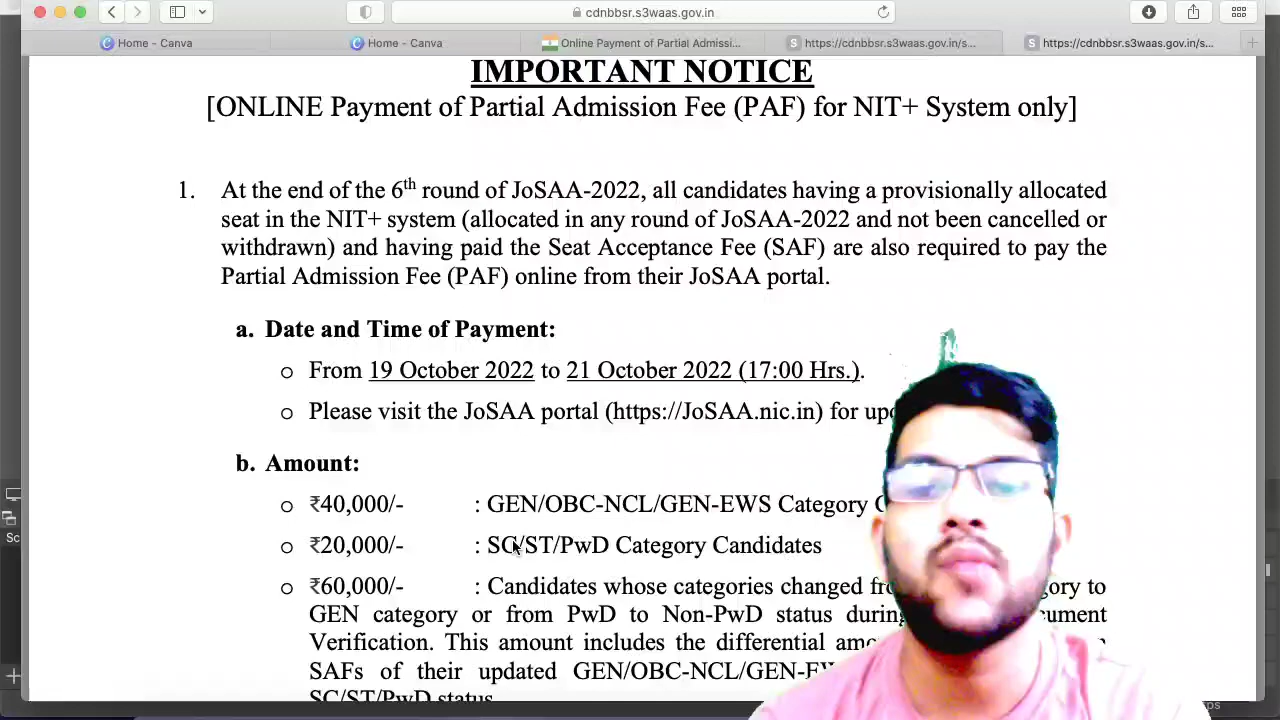 cdnbbsr.s3waas.gov.in
Home - Canva
Home - Canva
Online Payment of Partial Admissi...
https://cdnbbsr.s3waas.gov.in/s...
https://cdnbbsr.s3waas.gov.in/s...
IMPORTANT NOTICE
[ONLINE Payment of Partial Admission Fee (PAF) for NIT+ System only]
1. At the end of the 6th round of JoSAA-2022, all candidates having a provisionally allocated
seat in the NIT+ system (allocated in any round of JoSAA-2022 and not been cancelled or
withdrawn) and having paid the Seat Acceptance Fee (SAF) are also required to pay the
Partial Admission Fee (PAF) online from their JoSAA portal.
a. Date and Time of Payment:
o From 19 October 2022 to 21 October 2022 (17:00 Hrs.).
o Please visit the JoSAA portal (https://JoSAA.nic.in) for
b. Amount:
o ₹40,000/- : GEN/OBC-NCL/GEN-EWS Category
o ₹20,000/- : SC/ST/PwD Category Candidates
o ₹60,000/- : Candidates whose categories changed to
GEN category or from PwD to Non-PwD status
Verification. This amount includes the differential
SAFs of their updated
SC/ST/PwD status
Sc